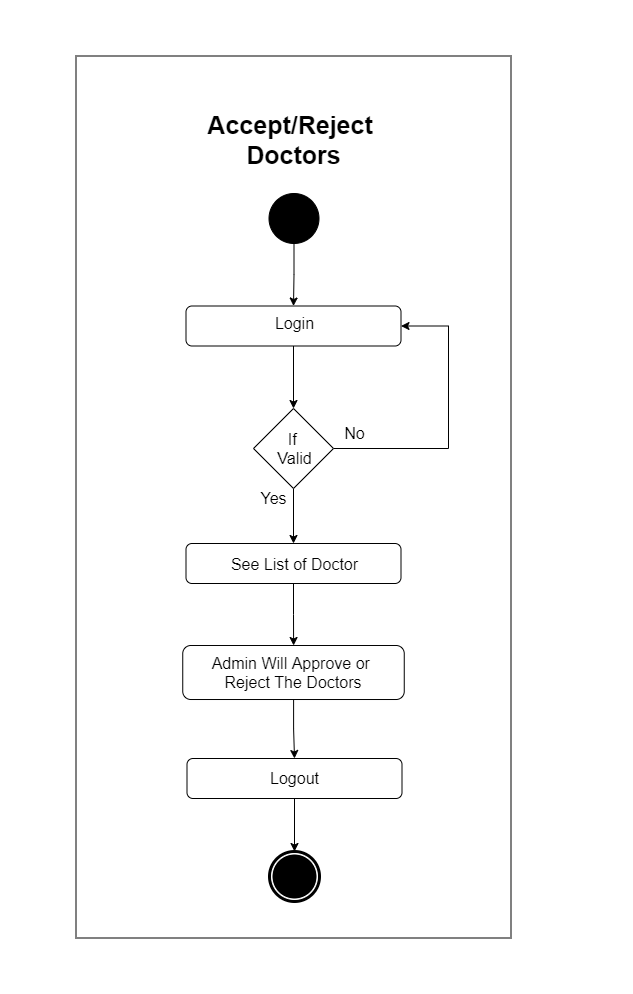 Accept/Reject
Doctors
Login
If
Valid
No
Yes
See List of Doctor
Admin Will Approve or
Reject The Doctors
Logout